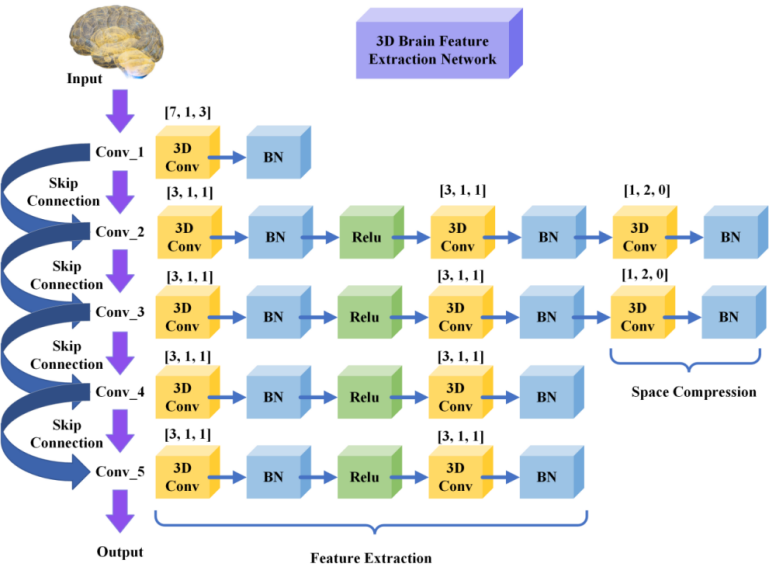 3D Brain Feature
Extraction Network
Input
[7, 1, 3]
Conv_1
3D
Conv
BN
Skip
Connection
[3, 1, 1]
[3, 1, 1]
[1, 2, 0]
Conv_2
3D
Conv
BN
Relu
3D
Conv
BN
3D
Conv
BN
Skip
Connection
[3, 1, 1]
[3, 1, 1]
[1, 2, 0]
Conv_3
3D
Conv
BN
Relu
3D
Conv
BN
3D
Conv
BN
Skip
Connection
[3, 1, 1]
[3, 1, 1]
Space Compression
Conv_4
3D
Conv
BN
Relu
3D
Conv
BN
Skip
Connection
[3, 1, 1]
[3, 1, 1]
Conv_5
3D
Conv
BN
Relu
3D
Conv
BN
Output
Feature Extraction